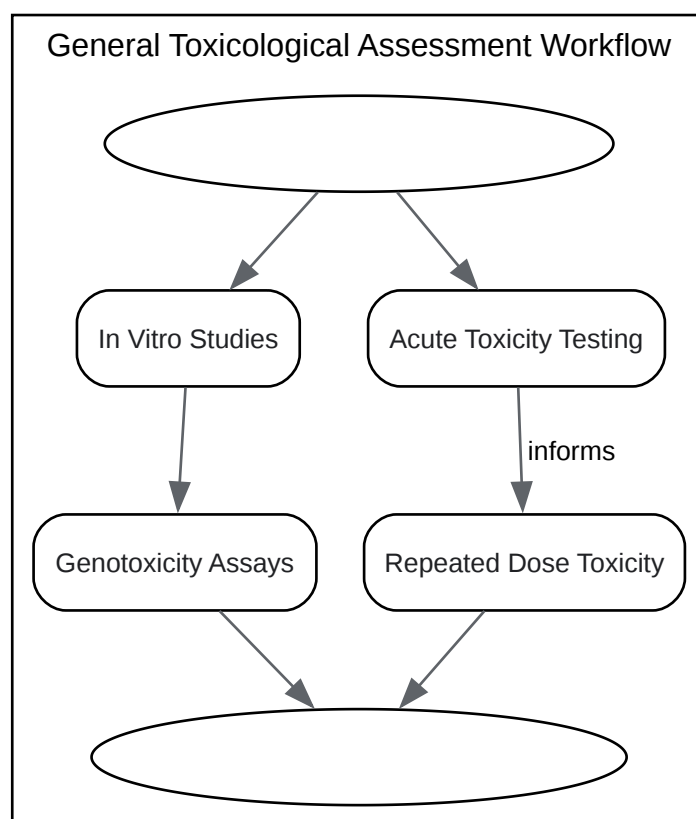 General Toxicological Assessment Workflow
In Vitro Studies
Acute Toxicity Testing
informs
Genotoxicity Assays
Repeated Dose Toxicity